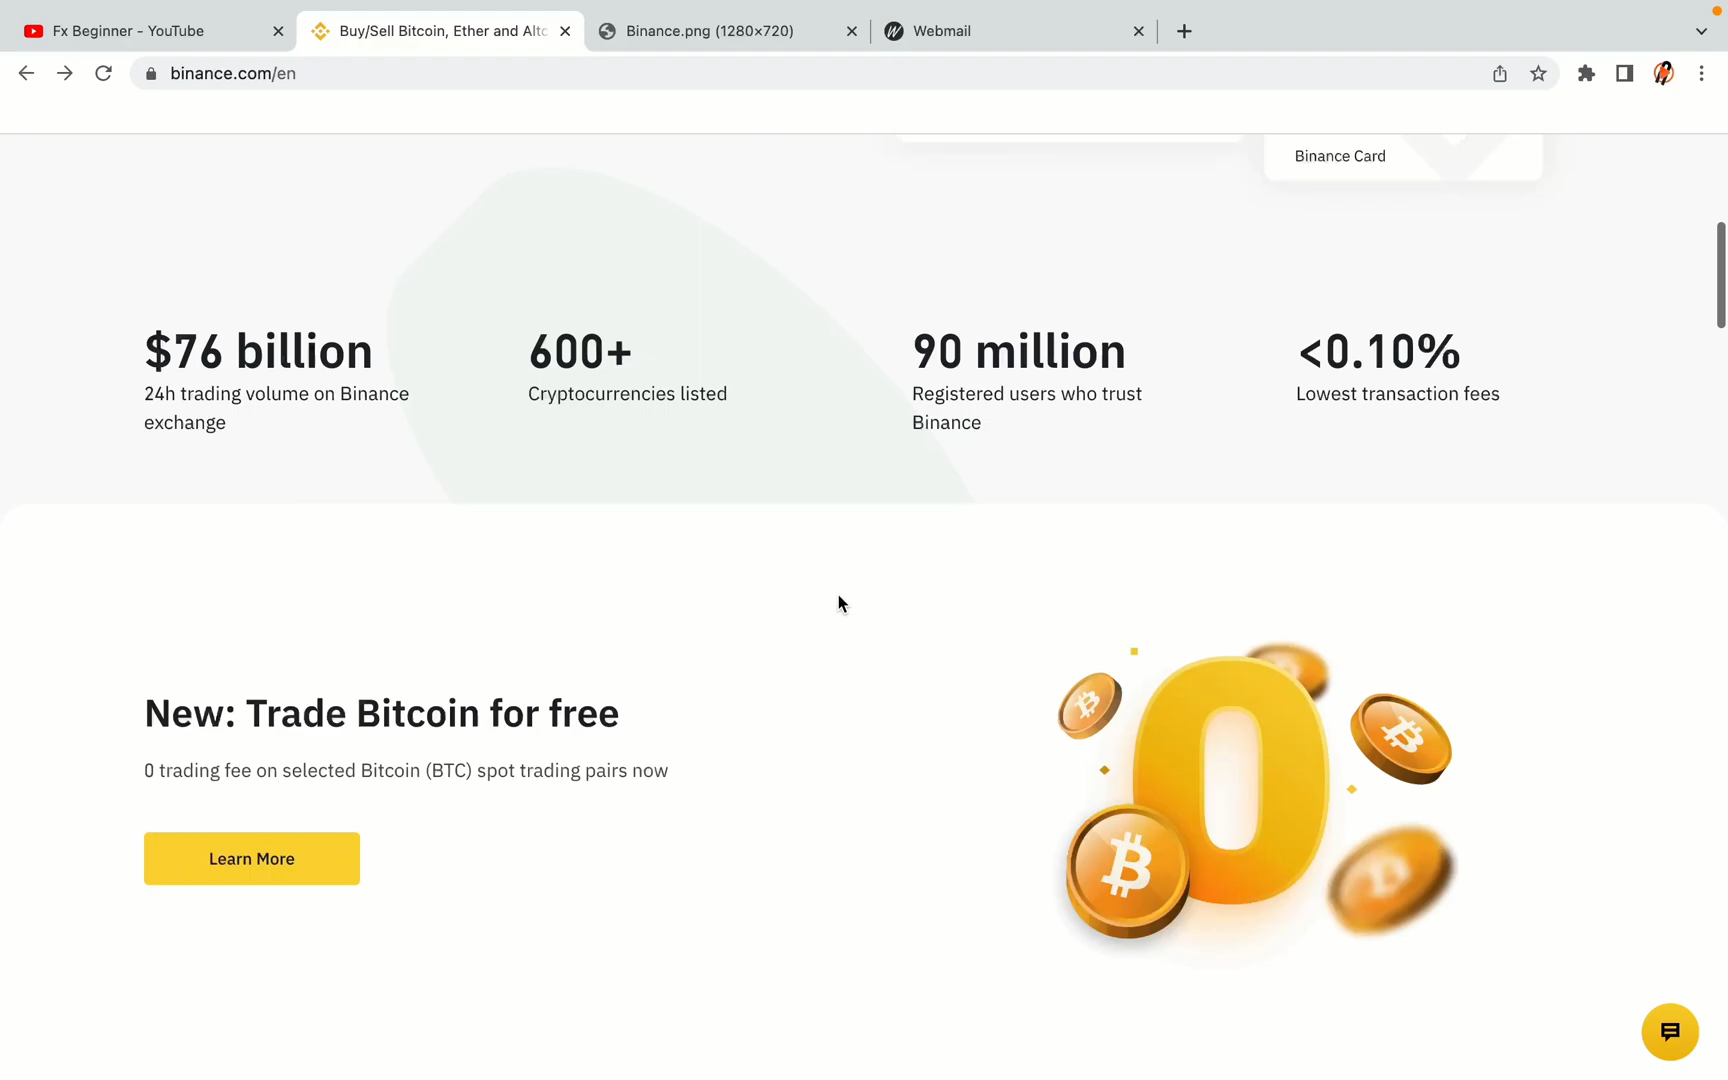 Fx Beginner - YouTube
Buy/Sell Bitcoin, Ether and Altc
Binance.png (1280×720)
Webmail
binance.com/en
Binance Card
$76 billion
24h trading volume on Binance
exchange
600+
Cryptocurrencies listed
90 million
Registered users who trust
Binance
<0.10%
Lowest transaction fees
New: Trade Bitcoin for free
0 trading fee on selected Bitcoin (BTC) spot trading pairs now
Learn More
0